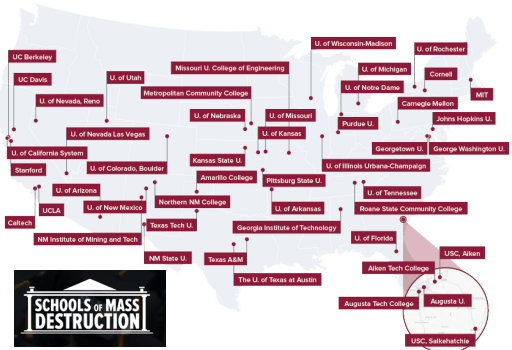 U. of Wisconsin-Madison
U. of Rochester
UC Berkeley
Missouri U. College of Engineering
U. of Michigan
Cornell
UC Davis
U. of Utah
U. of Notre Dame
MIT
Metropolitan Community College
U. of Nevada, Reno
Carnegie Mellon
U. of Nebraska
U. of Missouri
Purdue U.
Johns Hopkins U.
U. of Nevada Las Vegas
U. of Kansas
U. of California System
Georgetown U.
George Washington U.
Kansas State U.
Stanford
U. of Colorado, Boulder
U. of Illinois Urbana-Champaign
Amarillo College
Pittsburg State U.
U. of Arizona
U. of Tennessee
Northern NM College
UCLA
U. of New Mexico
U. of Arkansas
Roane State Community College
Caltech
Texas Tech U.
Georgia Institute of Technology
NM Institute of Mining and Tech
U. of Florida
NM State U.
Texas A&M
USC, Aiken
Aiken Tech College
The U. of Texas at Austin
Augusta Tech College
Augusta U.
USC, Salkehatchie
SCHOOLS OF MASS
DESTRUCTION